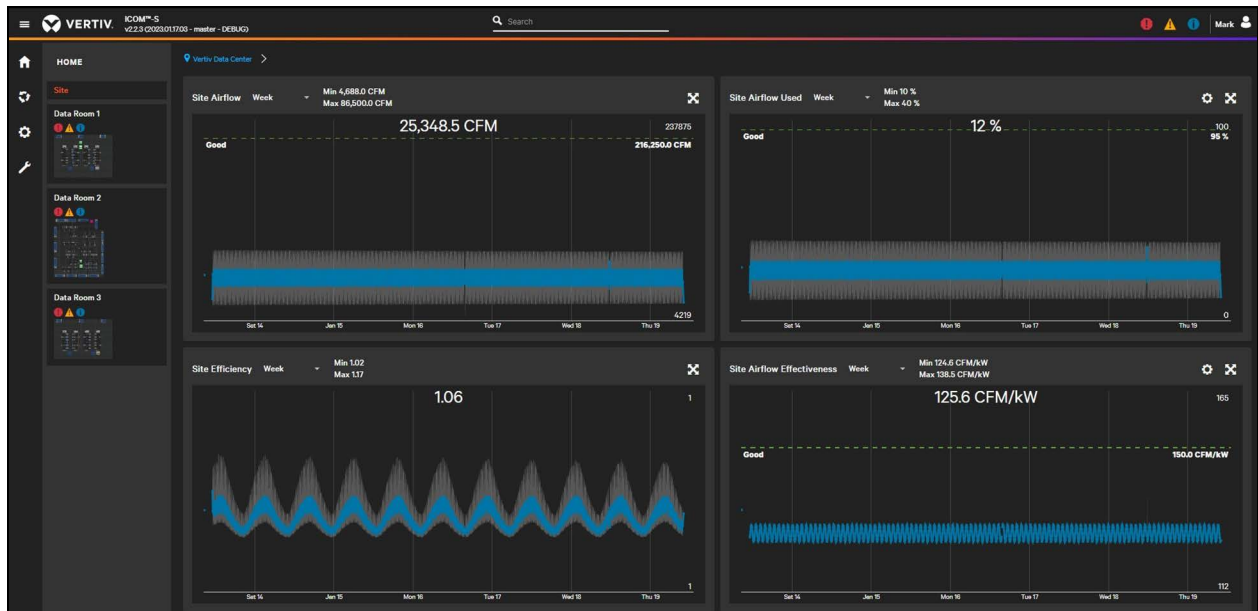 VERTIV.
ICOM™-S
v2.2.3 (2023.01.17.03 - master - DEBUG)
Search
Mark
HOME
Site
Data Room 1
Data Room 2
Data Room 3
Vertiv Data Center
Site Airflow Week
Min 4,688.0 CFM
Max 86,500.0 CFM
25,348.5 CFM
237875
Good
216,250.0 CFM
4219
Sat 14 Jan 15 Mon 16 Tue 17 Wed 18 Thu 19
Site Airflow Used Week
Min 10 %
Max 40 %
12 %
100
Good
95 %
0
Sat 14 Jan 15 Mon 16 Tue 17 Wed 18 Thu 19
Site Efficiency Week
Min 1.02
Max 1.17
1.06
1
1
Sat 14 Jan 15 Mon 16 Tue 17 Wed 18 Thu 19
Site Airflow Effectiveness Week
Min 124.6 CFM/kW
Max 138.5 CFM/kW
125.6 CFM/kW
165
Good
150.0 CFM/kW
112
Sat 14 Jan 15 Mon 16 Tue 17 Wed 18 Thu 19